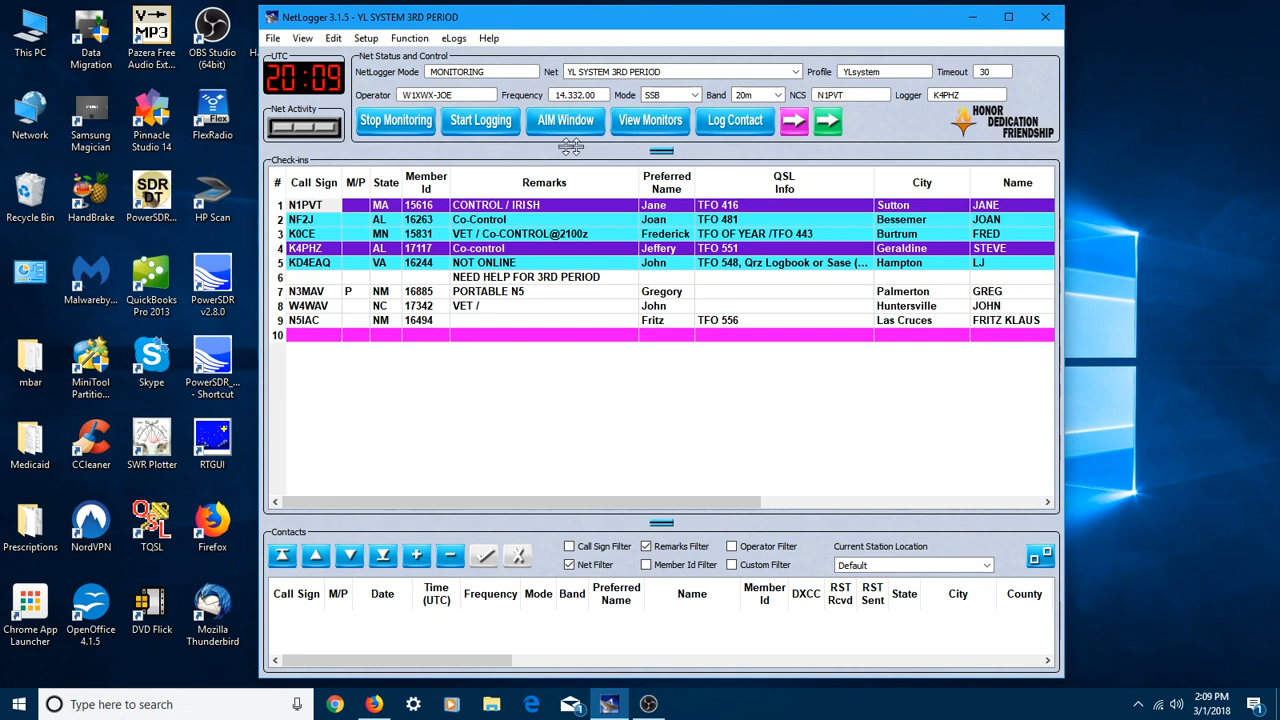 This PC
Data Migration
Pazera Free Audio Ext...
OBS Studio (64bit)
Network
Samsung Magician
Pinnacle Studio 14
FlexRadio
Recycle Bin
HandBrake
PowerSDR...
HP Scan
Malwareby...
QuickBooks Pro 2013
PowerSDR v2.8.0
mbar
MiniTool Partitio...
Skype
PowerSDR_... - Shortcut
Medicaid
CCleaner
SWR Plotter
RTGUI
Prescriptions
NordVPN
TQSL
Firefox
Chrome App Launcher
OpenOffice 4.1.5
DVD Flick
Mozilla Thunderbird
NetLogger 3.1.5 - YL SYSTEM 3RD PERIOD
File View Edit Setup Function eLogs Help
UTC
20:09
Net Activity
Net Status and Control
NetLogger Mode MONITORING Net YL SYSTEM 3RD PERIOD Profile YLsystem Timeout 30
Operator W1XWX-JOE Frequency 14.332.00 Mode SSB Band 20m NCS N1PVT Logger K4PHZ
Stop Monitoring Start Logging AIM Window View Monitors Log Contact
HONOR
DEDICATION
FRIENDSHIP
Check-ins
# Call Sign M/P State Member Id Remarks Preferred Name QSL Info City Name
1 N1PVT MA 15616 CONTROL / IRISH Jane TFO 416 Sutton JANE
2 NF2J AL 16263 Co-Control Joan TFO 481 Bessemer JOAN
3 K0CE MN 15831 VET / Co-CONTROL@2100z Frederick TFO OF YEAR /TFO 443 Burtrum FRED
4 K4PHZ AL 17117 Co-control Jeffery TFO 551 Geraldine STEVE
5 KD4EAQ VA 16244 NOT ONLINE John TFO 548, Qrz Logbook or Sase (... Hampton LJ
6 NEED HELP FOR 3RD PERIOD
7 N3MAV P NM 16885 PORTABLE N5 Gregory Palmerton GREG
8 W4WAV NC 17342 VET / John Huntersville JOHN
9 N5IAC NM 16494 Fritz TFO 556 Las Cruces FRITZ KLAUS
10
Contacts
Call Sign Filter Remarks Filter Operator Filter Current Station Location
Net Filter Member Id Filter Custom Filter Default
Call Sign M/P Date Time (UTC) Frequency Mode Band Preferred Name Name Member Id DXCC RST Rcvd RST Sent State City County
Type here to search
2:09 PM
3/1/2018